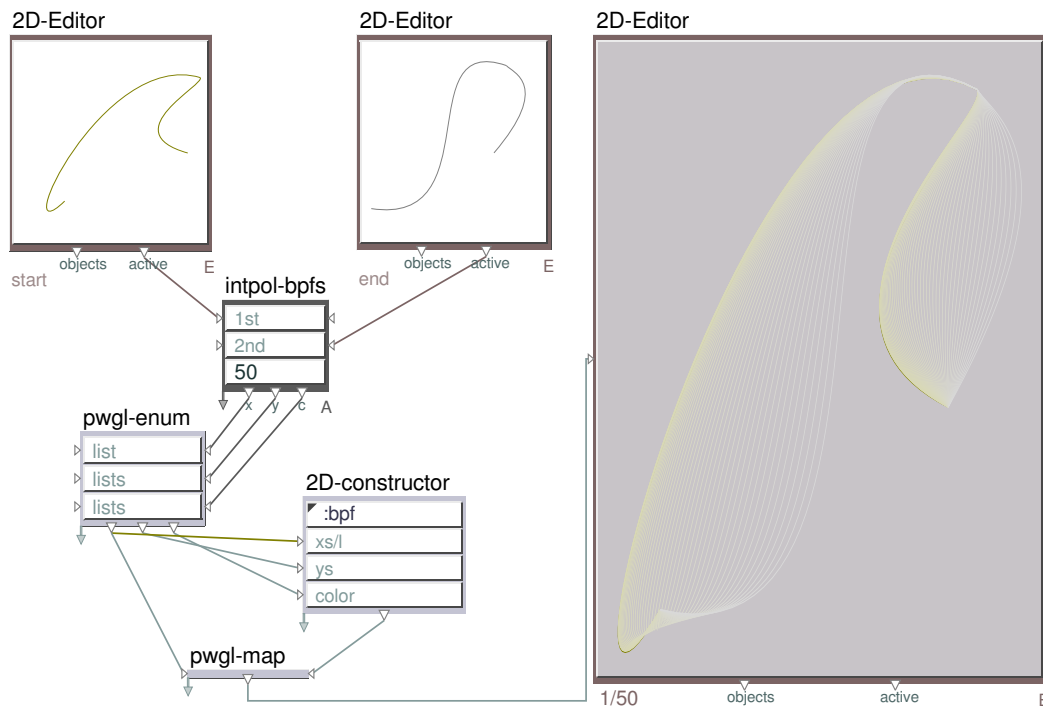 2D-Editor
2D-Editor
2D-Editor
objects active E
start
objects active E
end
intpol-bpfs
1st
2nd
50
x y c A
pwgl-enum
list
lists
lists
2D-constructor
:bpf
xs/l
ys
color
pwgl-map
1/50 objects active E